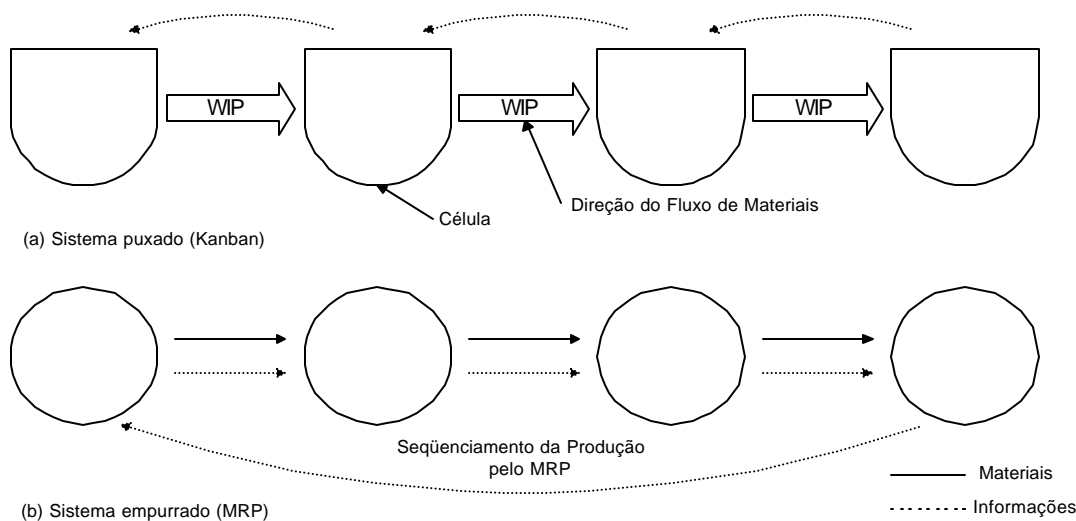 WIP
WIP
WIP
Célula
Direção do Fluxo de Materiais
(a) Sistema puxado (Kanban)
Seqüenciamento da Produção
pelo MRP
Materiais
Informações
(b) Sistema empurrado (MRP)